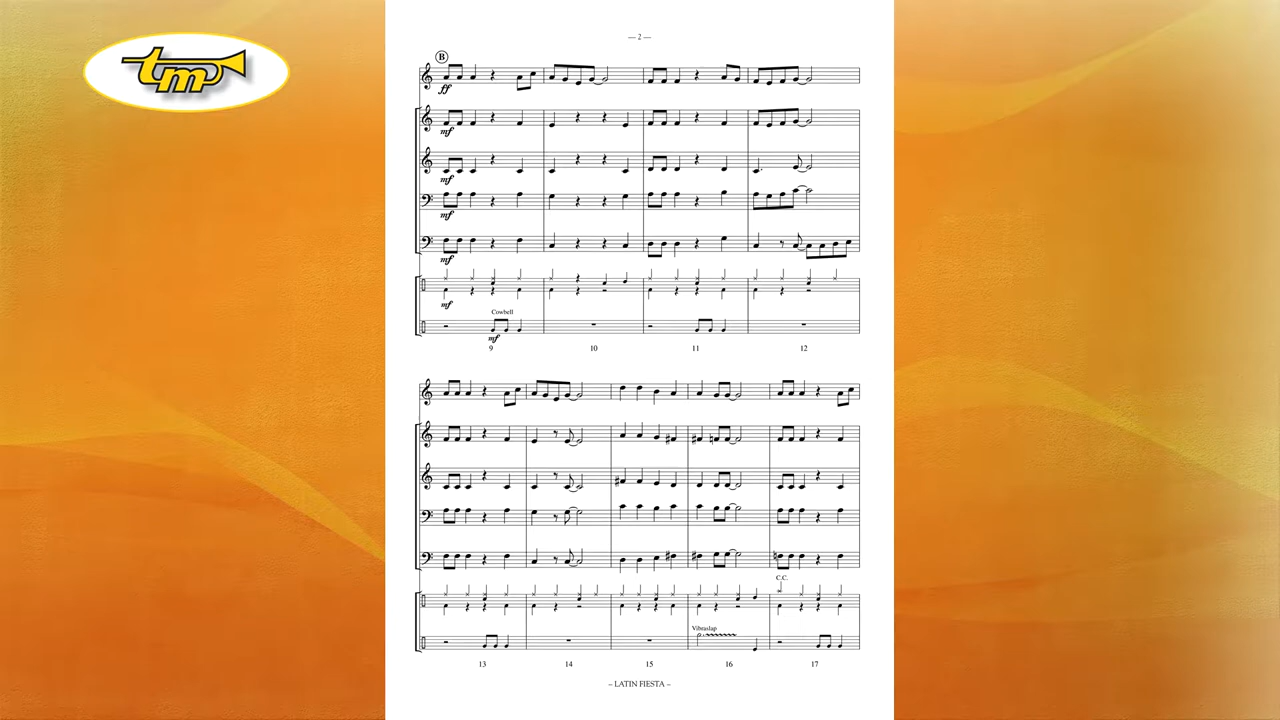 tm
— 2 —
B
ff
mf
mf
mf
mf
mf
Cowbell
mf
9 10 11 12
C.C.
Vibraslap
13 14 15 16 17
– LATIN FIESTA –